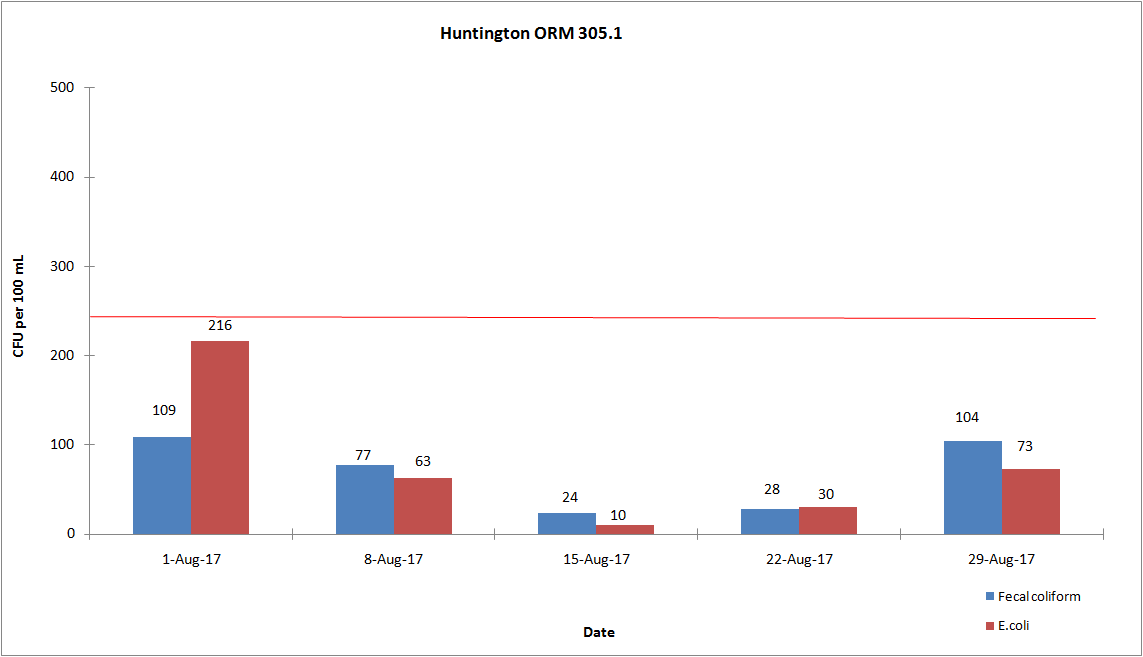 Huntington ORM 305.1
500
400
300
200
100
0
CFU per 100 mL
216
109
77
63
24
10
28
30
104
73
1-Aug-17
8-Aug-17
15-Aug-17
22-Aug-17
29-Aug-17
Fecal coliform
E.coli
Date